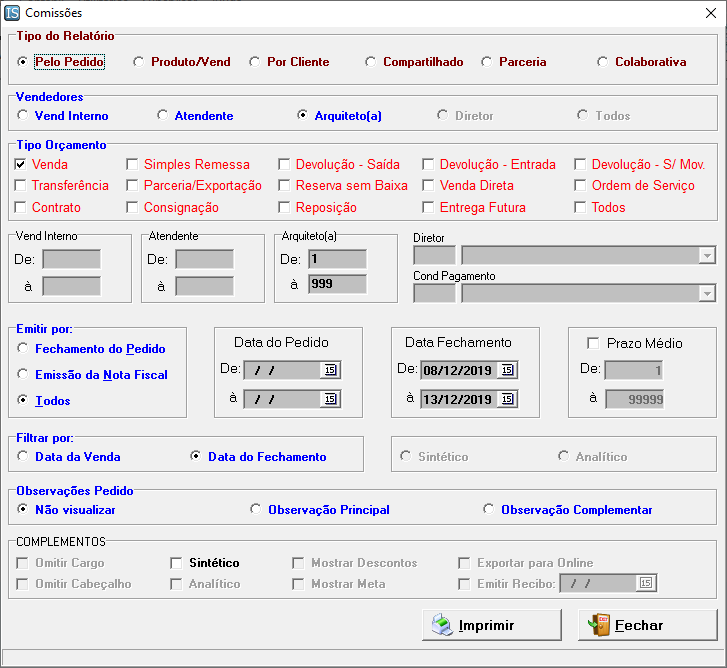 IS Comissões
Tipo do Relatório
Pelo Pedido Produto/Vend Por Cliente Compartilhado Parceria Colaborativa
Vendedores
Vend Interno Atendente Arquiteto(a) Diretor Todos
Tipo Orçamento
Venda Simples Remessa Devolução - Saída Devolução - Entrada Devolução - S/ Mov.
Transferência Parceria/Exportação Reserva sem Baixa Venda Direta Ordem de Serviço
Contrato Consignação Reposição Entrega Futura Todos
Vend Interno Atendente Arquiteto(a) Diretor
De: De: De: 1
Cond Pagamento
à à à 999
Emitir por:
Fechamento do Pedido
Emissão da Nota Fiscal
Todos
Data do Pedido Data Fechamento Prazo Médio
De: / / 15 De: 08/12/2019 15 De: 1
à / / 15 à 13/12/2019 15 à 99999
Filtrar por:
Data da Venda Data do Fechamento Sintético Analítico
Observações Pedido
Não visualizar Observação Principal Observação Complementar
COMPLEMENTOS
Omitir Cargo Sintético Mostrar Descontos Exportar para Online
Omitir Cabeçalho Analítico Mostrar Meta Emitir Recibo: / / 15
Imprimir Fechar